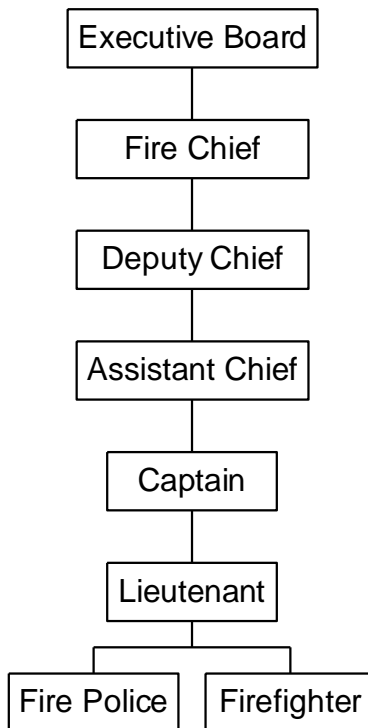 Executive Board
Fire Chief
Deputy Chief
Assistant Chief
Captain
Lieutenant
Fire Police
Firefighter